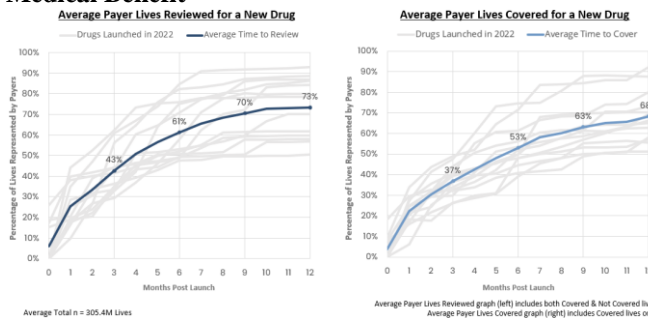 Medical Benefit
Average Payer Lives Reviewed for a New Drug
Drugs Launched in 2022 Average Time to Review
Percentage of Lives Represented by Payers
100%
90%
80%
70%
60%
50%
40%
30%
20%
10%
0%
43%
61%
70%
73%
0 1 2 3 4 5 6 7 8 9 10 11 12
Months Post Launch
Average Total n = 305.4M Lives
Average Payer Lives Covered for a New Drug
Drugs Launched in 2022 Average Time to Cover
Percentage of Lives Represented by Payers
100%
90%
80%
70%
60%
50%
40%
30%
20%
10%
0%
37%
53%
63%
68
0 1 2 3 4 5 6 7 8 9 10 11 12
Months Post Launch
Average Payer Lives Reviewed graph (left) includes both Covered & Not Covered liv
Average Payer Lives Covered graph (right) includes Covered lives o